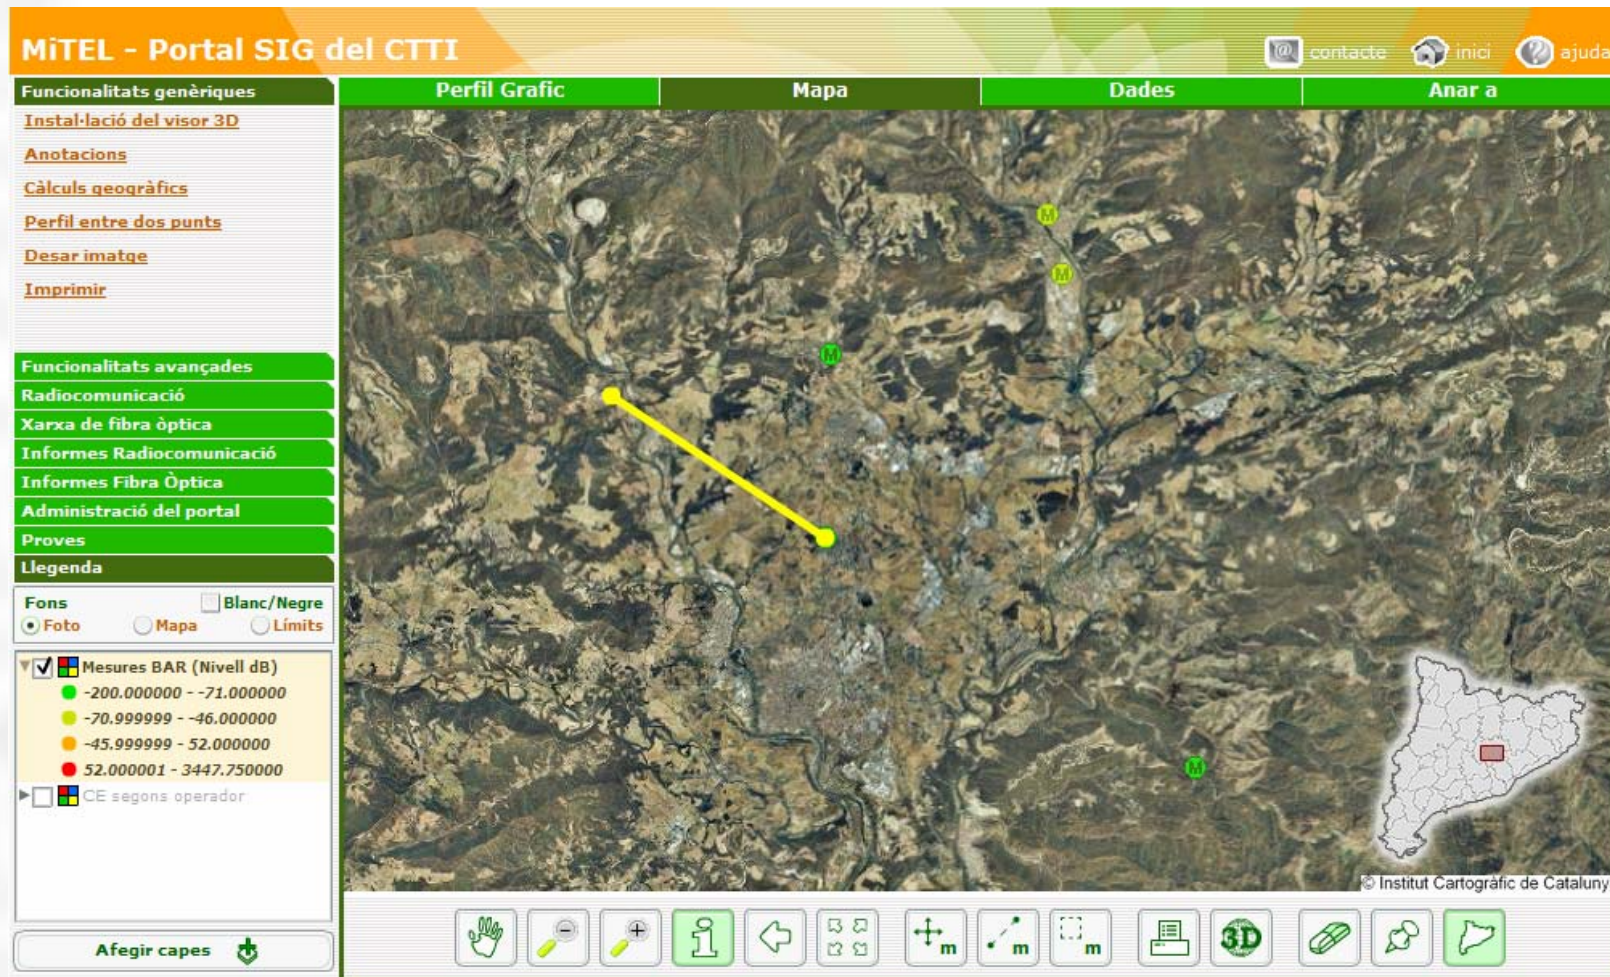 MiTEL - Portal SIG del CTTI
contacte
inici
ajuda
Funcionalitats genèriques
Perfil Grafic
Mapa
Dades
Anar a
Instal·lació del visor 3D
Anotacions
Càlculs geogràfics
Perfil entre dos punts
Desar imatge
Imprimir
Funcionalitats avançades
Radiocomunicació
Xarxa de fibra òptica
Informes Radiocomunicació
Informes Fibra Òptica
Administració del portal
Proves
Llegenda
Fons
Blanc/Negre
Foto
Mapa
Límits
Mesures BAR (Nivell dB)
-200.000000 - -71.000000
-70.999999 - -46.000000
-45.999999 - 52.000000
52.000001 - 3447.750000
CE segons operador
Afegir capes
M
M
M
M
© Institut Cartogràfic de Cataluny
m
m
m
3D